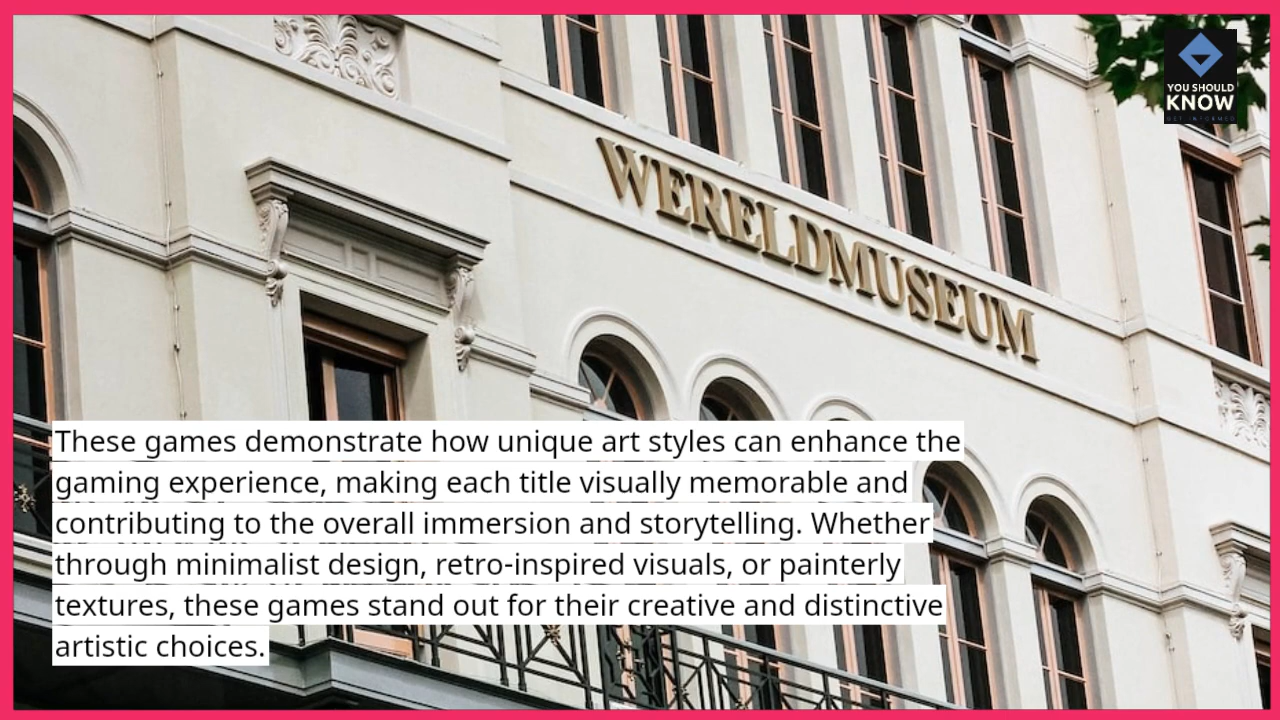 YOU SHOULD
KNOW
GET INFORMED
WERELDMUSEUM
These games demonstrate how unique art styles can enhance the
gaming experience, making each title visually memorable and
contributing to the overall immersion and storytelling. Whether
through minimalist design, retro-inspired visuals, or painterly
textures, these games stand out for their creative and distinctive
artistic choices.